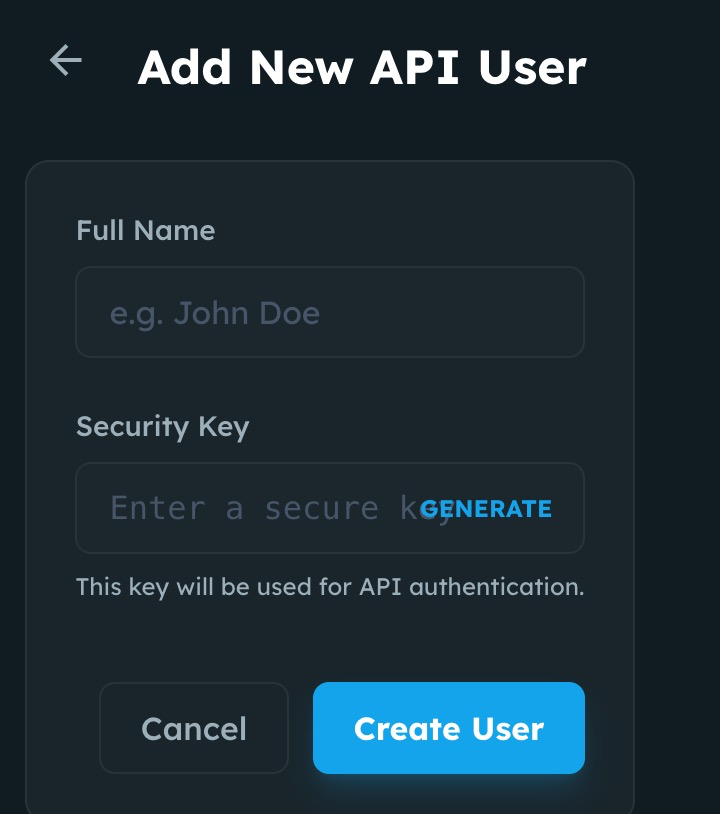 Add New API User
Full Name
e.g. John Doe
Security Key
Enter a secure key
GENERATE
This key will be used for API authentication.
Cancel
Create User